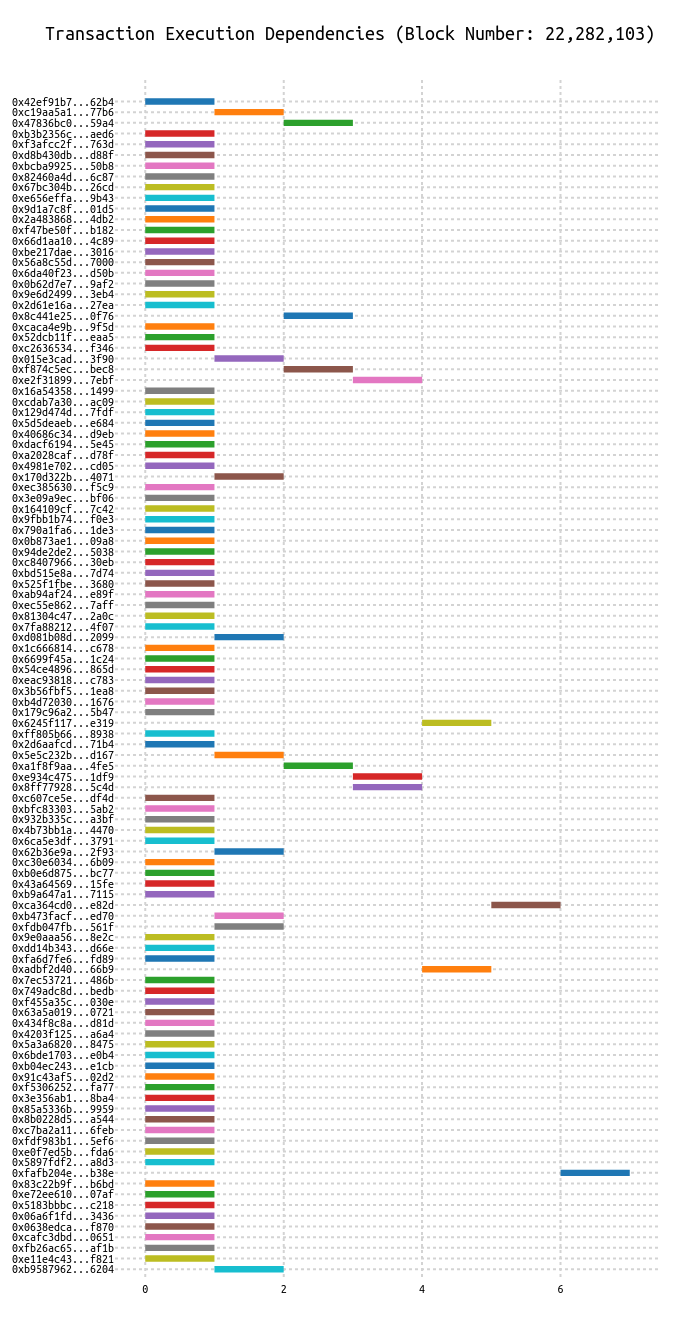 Transaction Execution Dependencies (Block Number: 22,282,103)
0x42ef91b7...62b4
0xc19aa5a1...77b6
0x47836bc0...59a4
0xb3b2356c...aed6
0xf3afcc2f...763d
0xd8b430db...d88f
0xbcba9925...50b8
0x82460a4d...6c87
0x67bc304b...26cd
0xe656effa...9b43
0x9d1a7c8f...01d5
0x2a483868...4db2
0xf47be50f...b182
0x66d1aa10...4c89
0xbe217dae...3016
0x56a8c55d...7000
0x6da40f23...d50b
0x0b62d7e7...9af2
0x9e6d2499...3eb4
0x2d61e16a...27ea
0x8c441e25...0f76
0xcaca4e9b...9f5d
0x52dcb11f...eaa5
0xc2636534...f346
0x015e3cad...3f90
0xf874c5ec...bec8
0xe2f31899...7ebf
0x16a54358...1499
0xcdab7a30...ac09
0x129d474d...7fdf
0x5d5deaeb...e684
0x40686c34...d9eb
0xdacf6194...5e45
0xa2028caf...d78f
0x4981e702...cd05
0x170d322b...4071
0xec385630...f5c9
0x3e09a9ec...bf06
0x164109cf...7c42
0x9fbb1b74...f0e3
0x790a1fa6...1de3
0x0b873ae1...09a8
0x94de2de2...5038
0xc8407966...30eb
0xbd515e8a...7d74
0x525f1fbe...3680
0xab94af24...e89f
0xec55e862...7aff
0x81304c47...2a0c
0x7fa88212...4f07
0xd081b08d...2099
0x1c666814...c678
0x6699f45a...1c24
0x54ce4896...865d
0xeac93818...c783
0x3b56fbf5...1ea8
0xb4d72030...1676
0x179c96a2...5b47
0x6245f117...e319
0xff805b66...8938
0x2d6aafcd...71b4
0x5e5c232b...d167
0xa1f8f9aa...4fe5
0xe934c475...1df9
0x8ff77928...5c4d
0xc607ce5e...df4d
0xbfc83303...5ab2
0x932b335c...a3bf
0x4b73bb1a...4470
0x6ca5e3df...3791
0x62b36e9a...2f93
0xc30e6034...6b09
0xb0e6d875...bc77
0x43a64569...15fe
0xb9a647a1...7115
0xca364cd0...e82d
0xb473facf...ed70
0xfdb047fb...561f
0x9e0aaa56...8e2c
0xdd14b343...d66e
0xfa6d7fe6...fd89
0xadbf2d40...66b9
0x7ec53721...486b
0x749adc8d...bedb
0xf455a35c...030e
0x63a5a019...0721
0x434f8c8a...d81d
0x4203f125...a6a4
0x5a3a6820...8475
0x6bde1703...e0b4
0xb04ec243...e1cb
0x91c43af5...02d2
0xf5306252...fa77
0x3e356ab1...8ba4
0x85a5336b...9959
0x8b0228d5...a544
0xc7ba2a11...6feb
0xfdf983b1...5ef6
0xe0f7ed5b...fda6
0x5897fdf2...a8d3
0xfafb204e...b38e
0x83c22b9f...b6bd
0xe72ee610...07af
0x5183bbbc...c218
0x06a6f1fd...3436
0x0638edca...f870
0xcafc3dbd...0651
0xfb26ac65...af1b
0xe11e4c43...f821
0xb9587962...6204
0 2 4 6